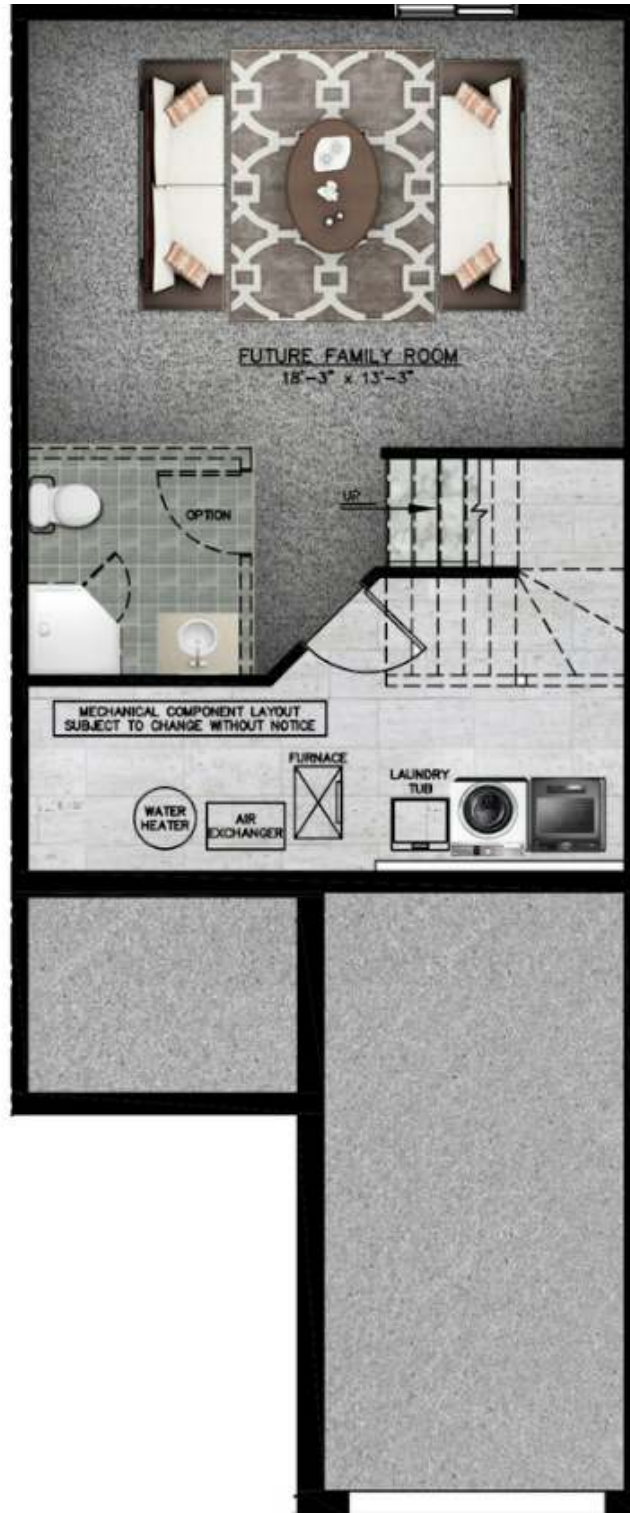 FUTURE FAMILY ROOM
18'-3" x 13'-3"
UP
OPTION
MECHANICAL COMPONENT LAYOUT
SUBJECT TO CHANGE WITHOUT NOTICE
FURNACE
LAUNDRY
TUB
WATER
HEATER
AIR
EXCHANGER